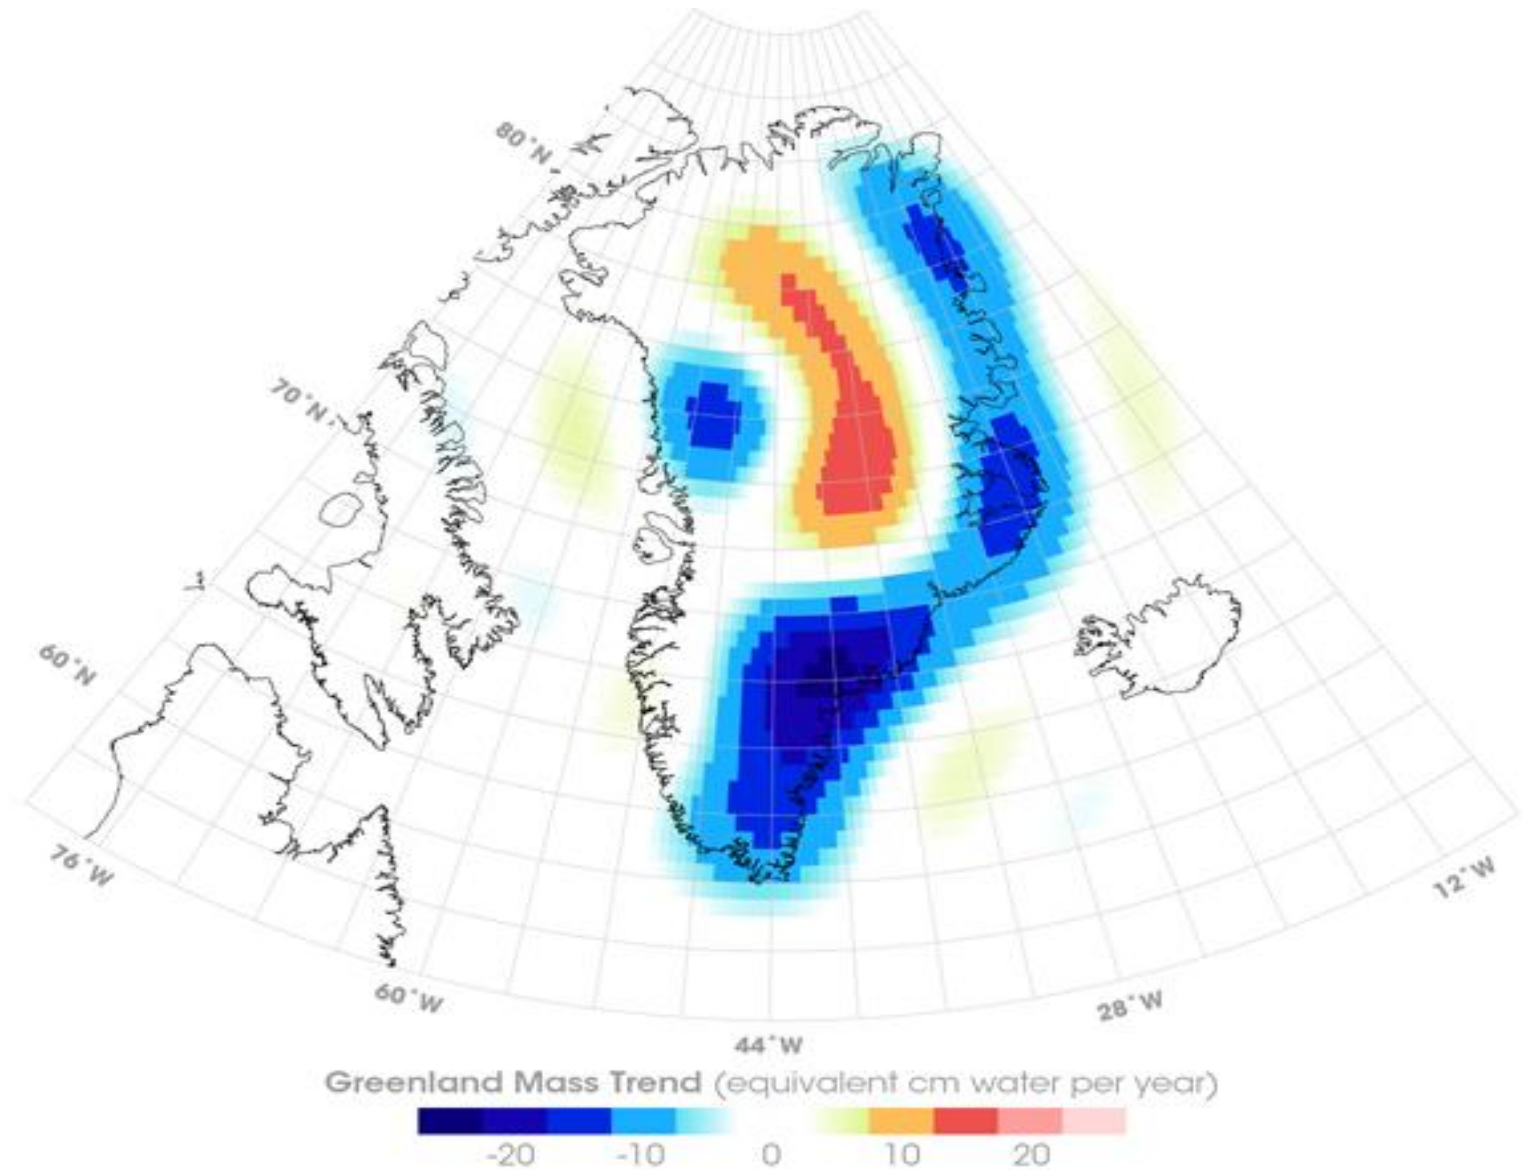 80˚N
70˚N
60˚N
76˚W
60˚W
44˚W
28˚W
12˚W
Greenland Mass Trend (equivalent cm water per year)
-20 -10 0 10 20